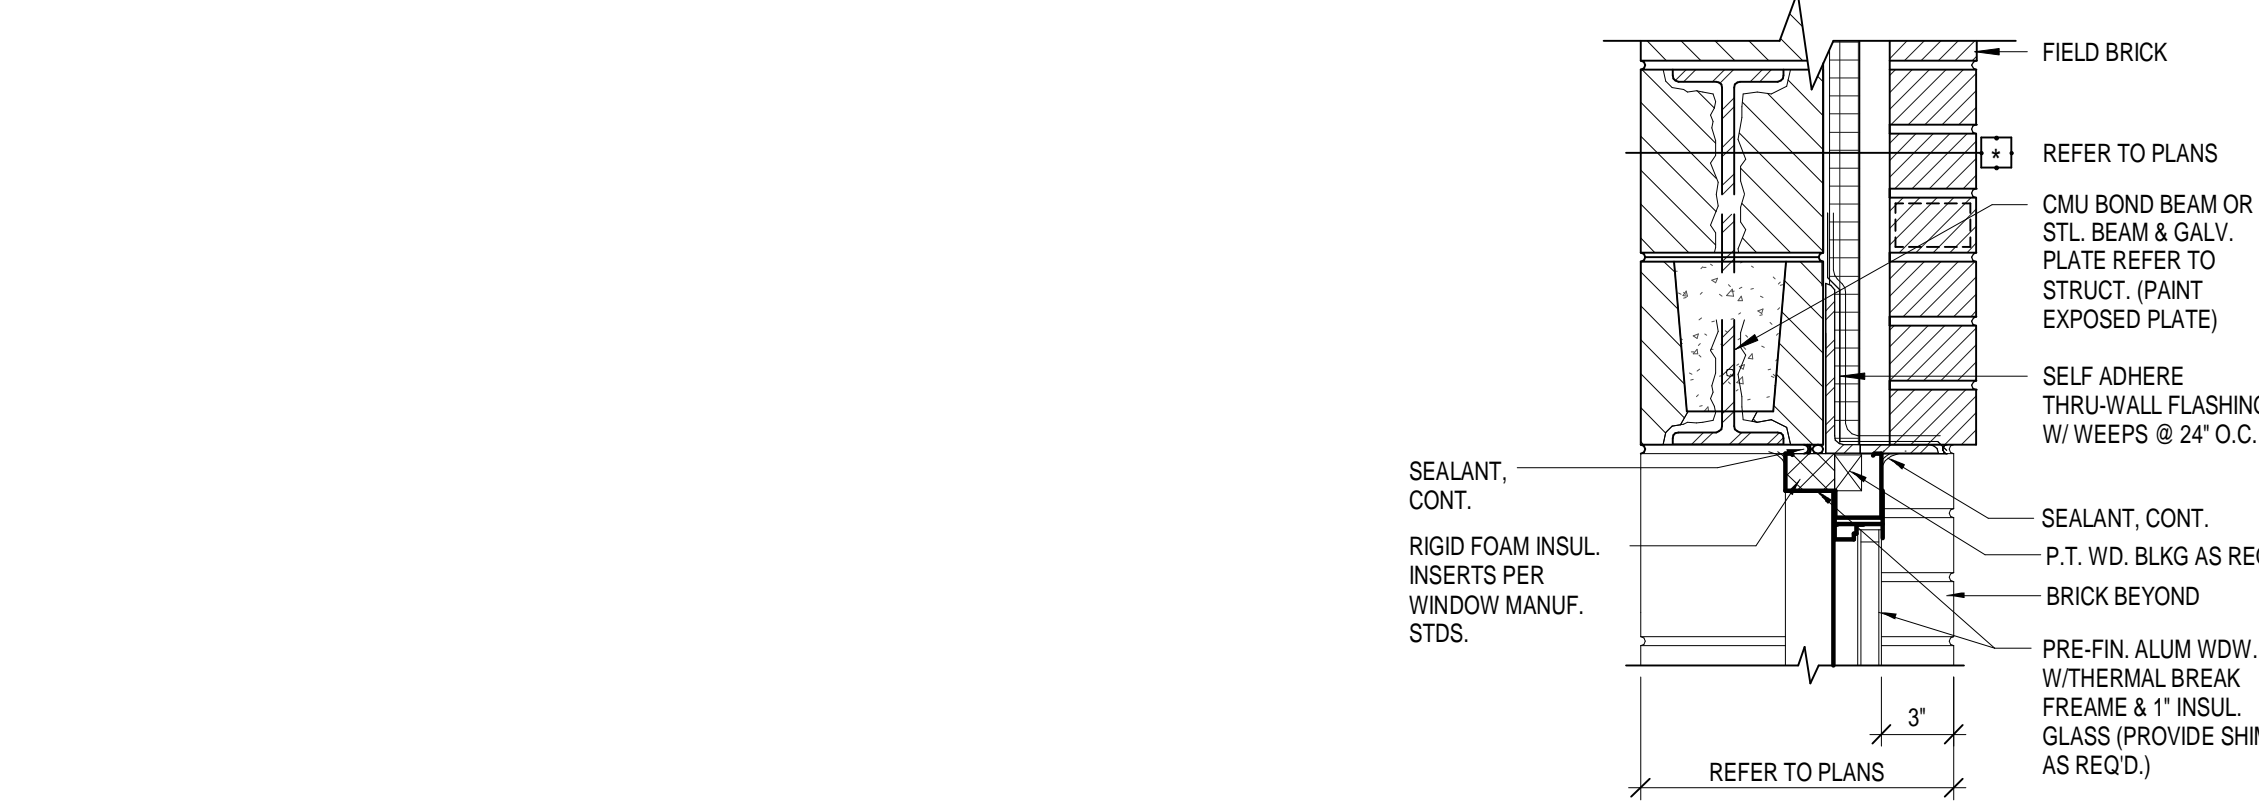 FIELD BRICK
*
REFER TO PLANS
CMU BOND BEAM OR
STL. BEAM & GALV.
PLATE REFER TO
STRUCT. (PAINT
EXPOSED PLATE)
SELF ADHERE
THRU-WALL FLASHING
W/ WEEPS @ 24" O.C.
SEALANT,
CONT.
RIGID FOAM INSUL.
INSERTS PER
WINDOW MANUF.
STDS.
SEALANT, CONT.
P.T. WD. BLKG AS
BRICK BEYOND
PRE-FIN. ALUM WDW.
W/THERMAL BREAK
FREAME & 1" INSUL.
GLASS (PROVIDE
AS REQ'D.)
3"
REFER TO PLANS